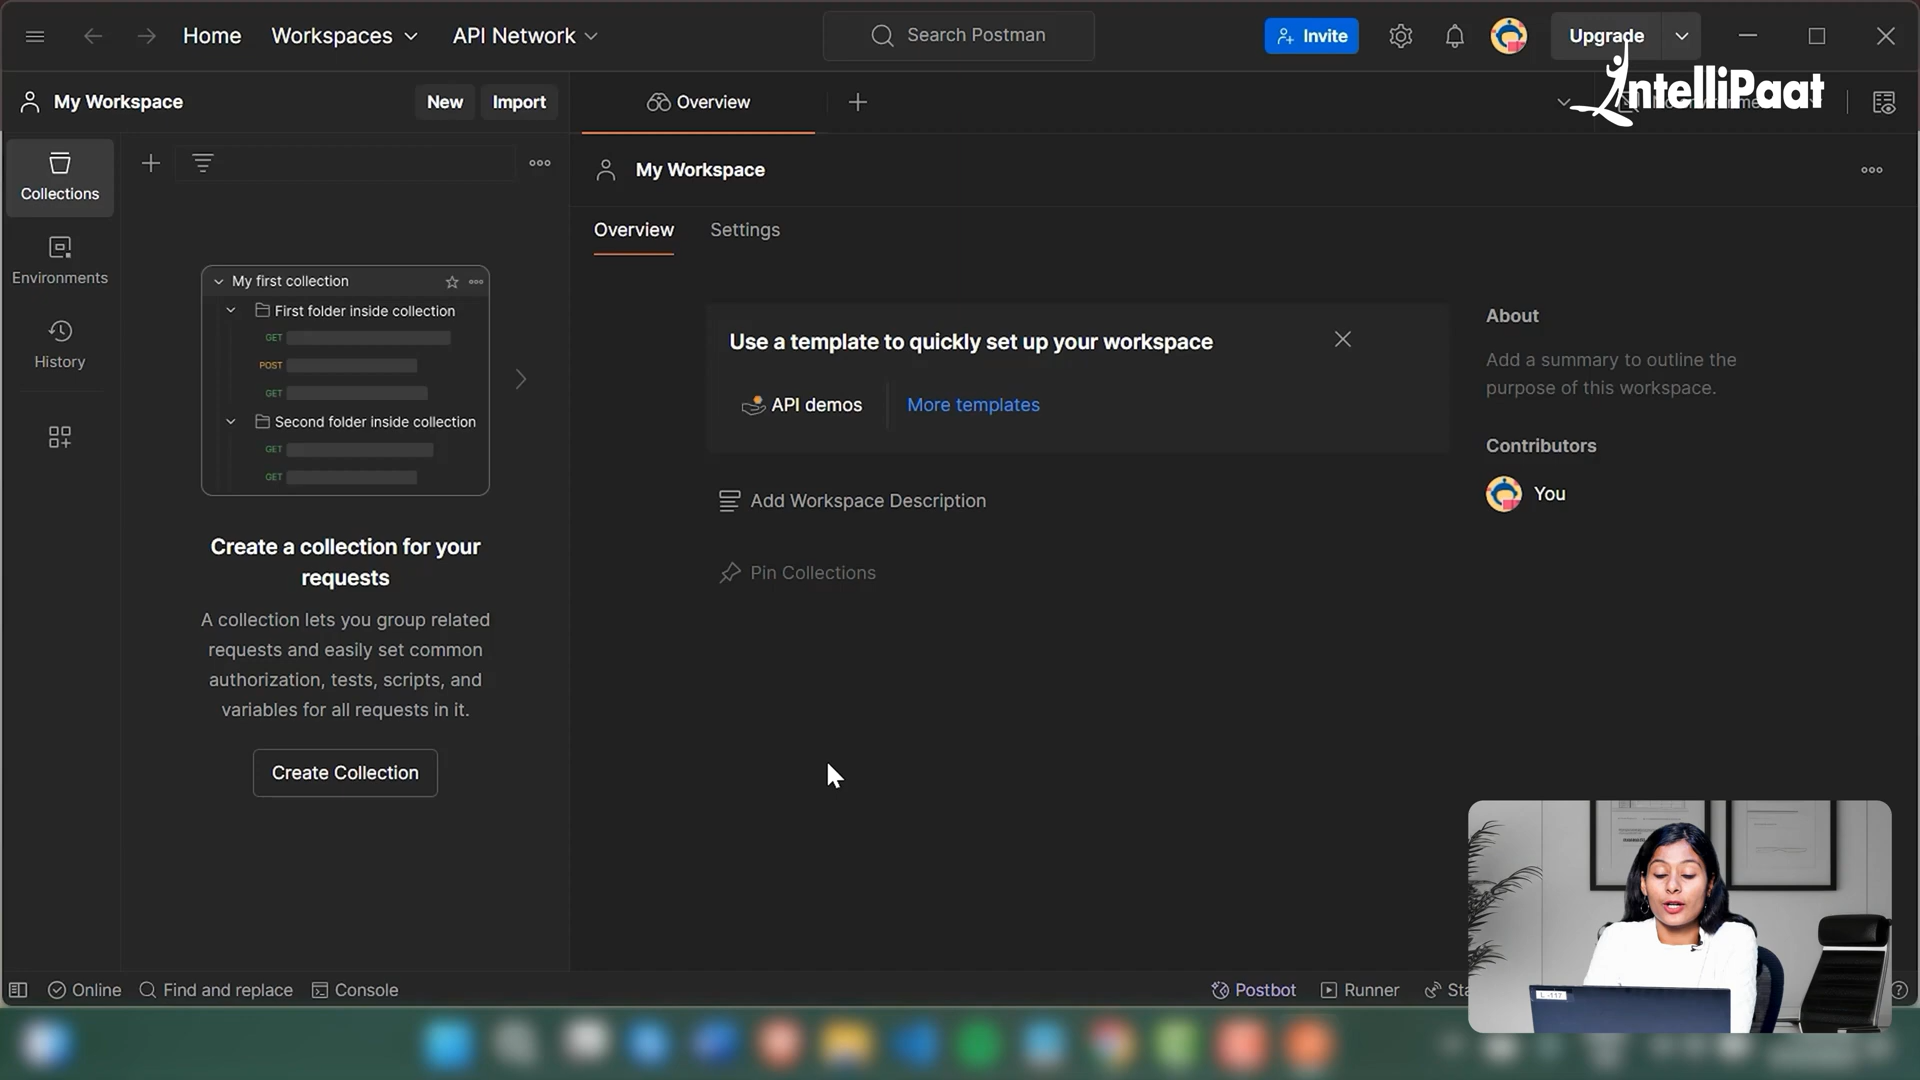 Home
Workspaces
API Network
Search Postman
Invite
Upgrade
IntelliPaat
My Workspace
New
Import
Overview
Collections
Environments
History
My first collection
First folder inside collection
GET
POST
GET
Second folder inside collection
GET
GET
Create a collection for your
requests
A collection lets you group related
requests and easily set common
authorization, tests, scripts, and
variables for all requests in it.
Create Collection
My Workspace
Overview
Settings
Use a template to quickly set up your workspace
API demos
More templates
Add Workspace Description
Pin Collections
About
Add a summary to outline the
purpose of this workspace.
Contributors
You
Online
Find and replace
Console
Postbot
Runner
L -117